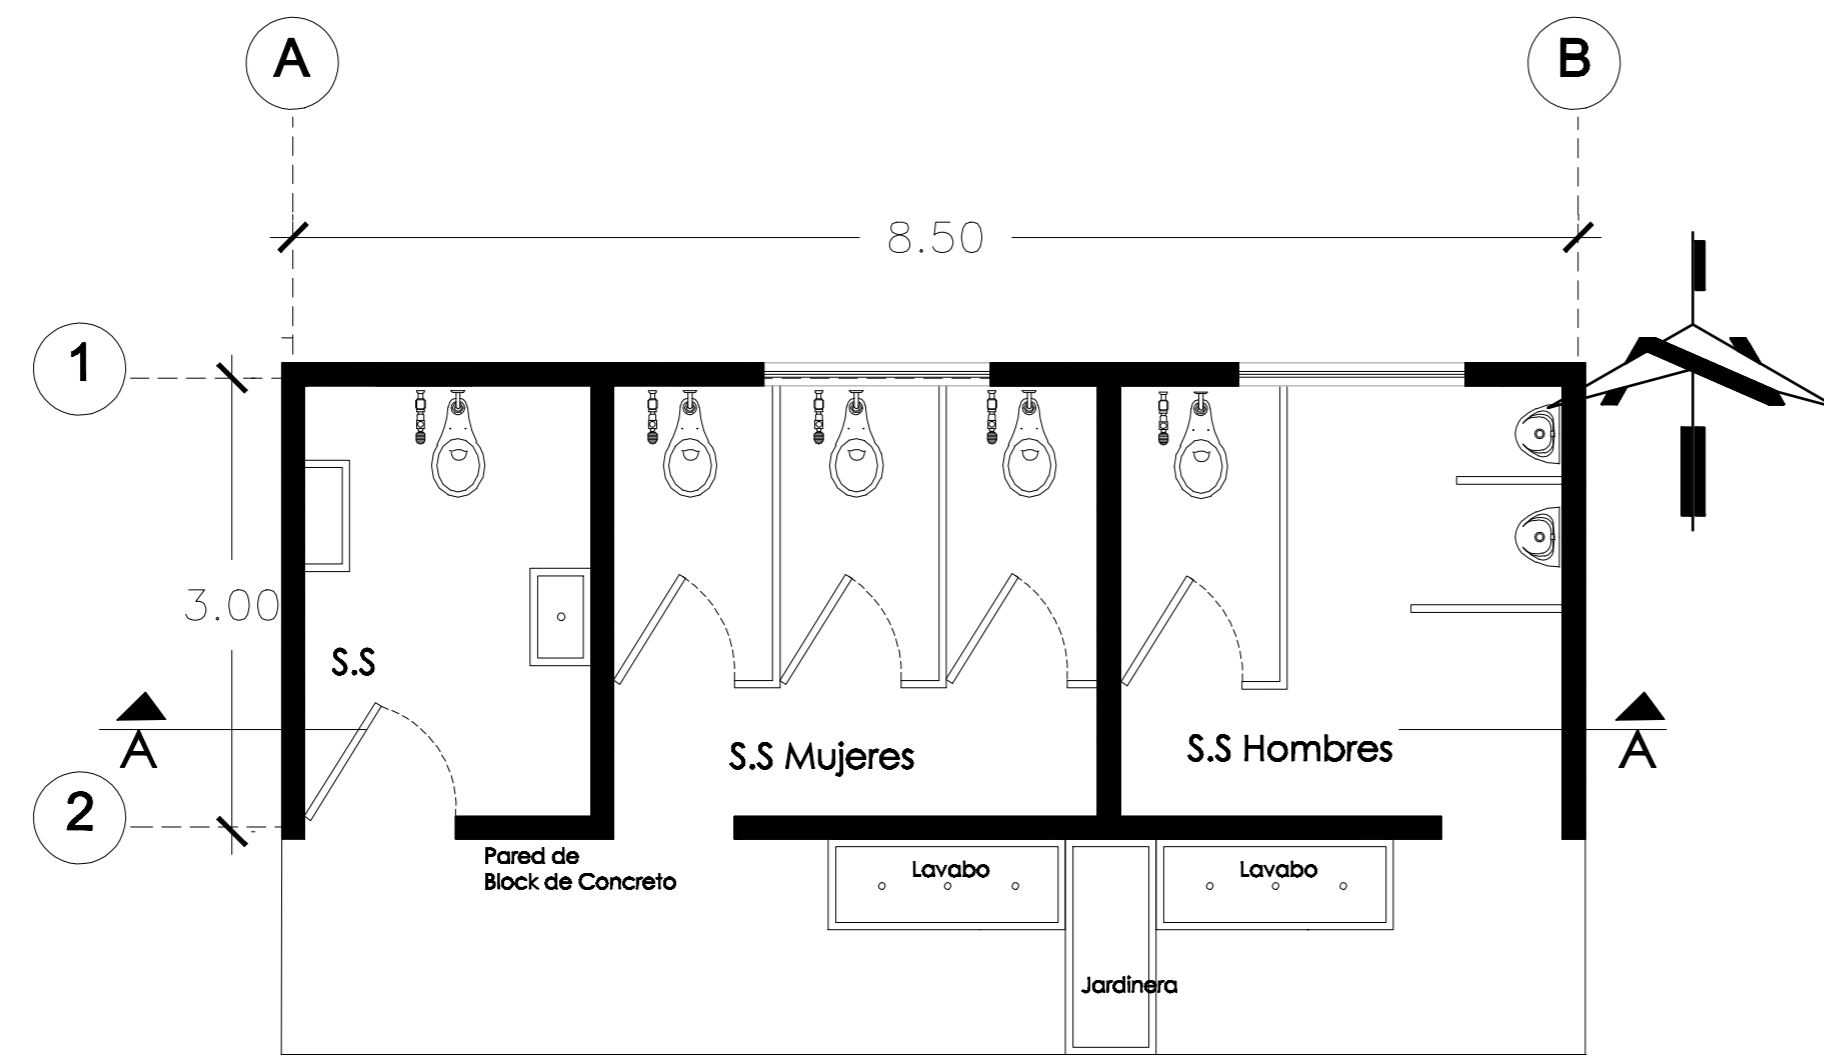 A
B
8.50
1
3.00
S.S
A
S.S Mujeres
S.S Hombres
A
2
Pared de
Block de Concreto
Lavabo
Lavabo
Jardinera